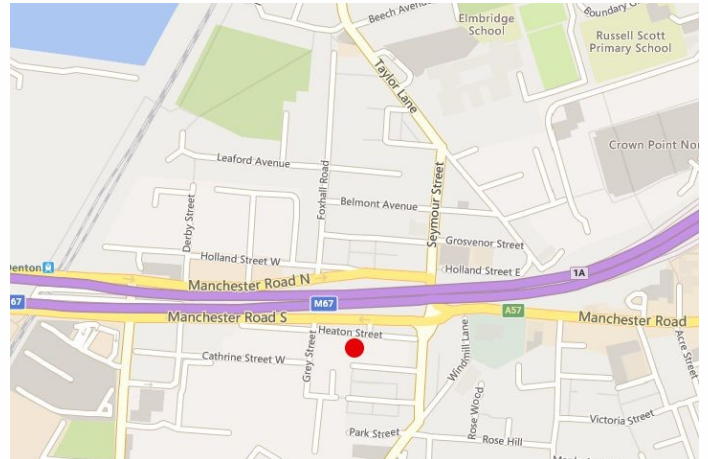 Beech Avenue
Elmbridge
School
Boundary
Russell Scott
Primary School
Taylor Lane
Crown Point
Leaford Avenue
Foxhall Road
Seymour Street
Derby Street
Belmont Avenue
Grosvenor Street
Holland Street W
Holland Street E
1A
Denton
Manchester Road N
67
M67
A57
Manchester Road S
Manchester Road
Heaton Street
Cathrine Street W
Grey Street
Windmill Lane
Acre Street
Rose Wood
Victoria Street
Park Street
Rose Hill